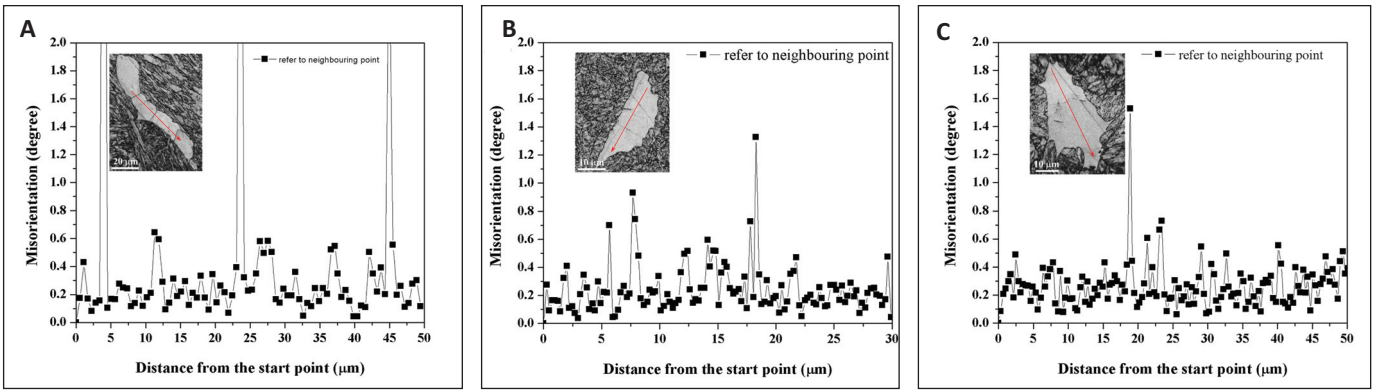 A
2.0
1.8
1.6
1.4
1.2
1.0
0.8
0.6
0.4
0.2
0.0
0 5 10 15 20 25 30 35 40 45 50
Misorientation (degree)
Distance from the start point (μm)
refer to neighbouring point
20 μm
B
2.0
1.8
1.6
1.4
1.2
1.0
0.8
0.6
0.4
0.2
0.0
0 5 10 15 20 25 30
Misorientation (degree)
Distance from the start point (μm)
refer to neighbouring point
10 μm
C
2.0
1.8
1.6
1.4
1.2
1.0
0.8
0.6
0.4
0.2
0.0
0 5 10 15 20 25 30 35 40 45 50
Misorientation (degree)
Distance from the start point (μm)
refer to neighbouring point
10 μm